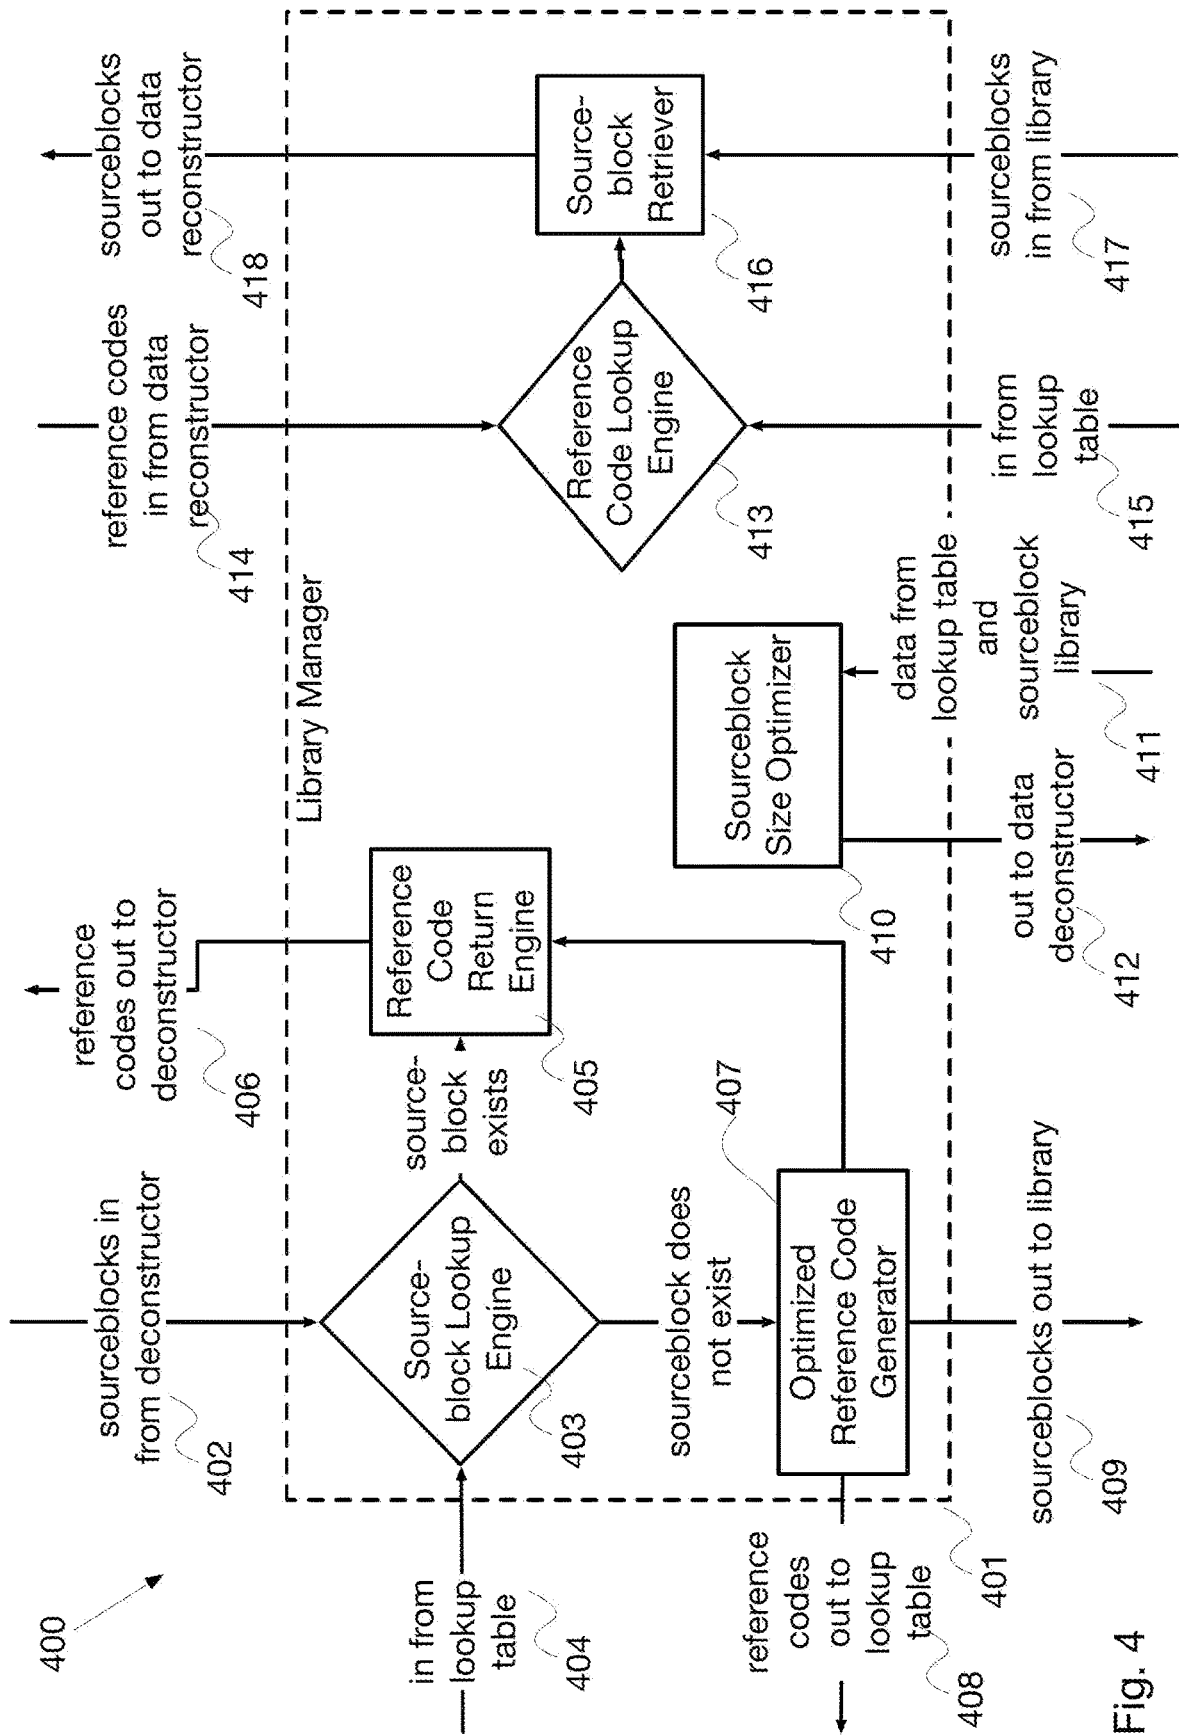 400
sourceblocks in
from deconstructor
402
reference
codes out to
deconstructor
406
reference codes
in from data
reconstructor
414
sourceblocks
out to data
reconstructor
418
Library Manager
in from
lookup
table
404
Source-
block Lookup
Engine
403
source-
block
exists
Reference
Code
Return
Engine
405
Reference
Code Lookup
Engine
413
Source-
block
Retriever
416
sourceblock does
not exist
407
Optimized
Reference Code
Generator
Sourceblock
Size Optimizer
410
reference
codes
out to
lookup
table
408
401
sourceblocks out to library
409
out to data
deconstructor
412
data from
lookup table
and
sourceblock
library
411
in from
lookup
table
415
sourceblocks
in from library
417
Fig. 4